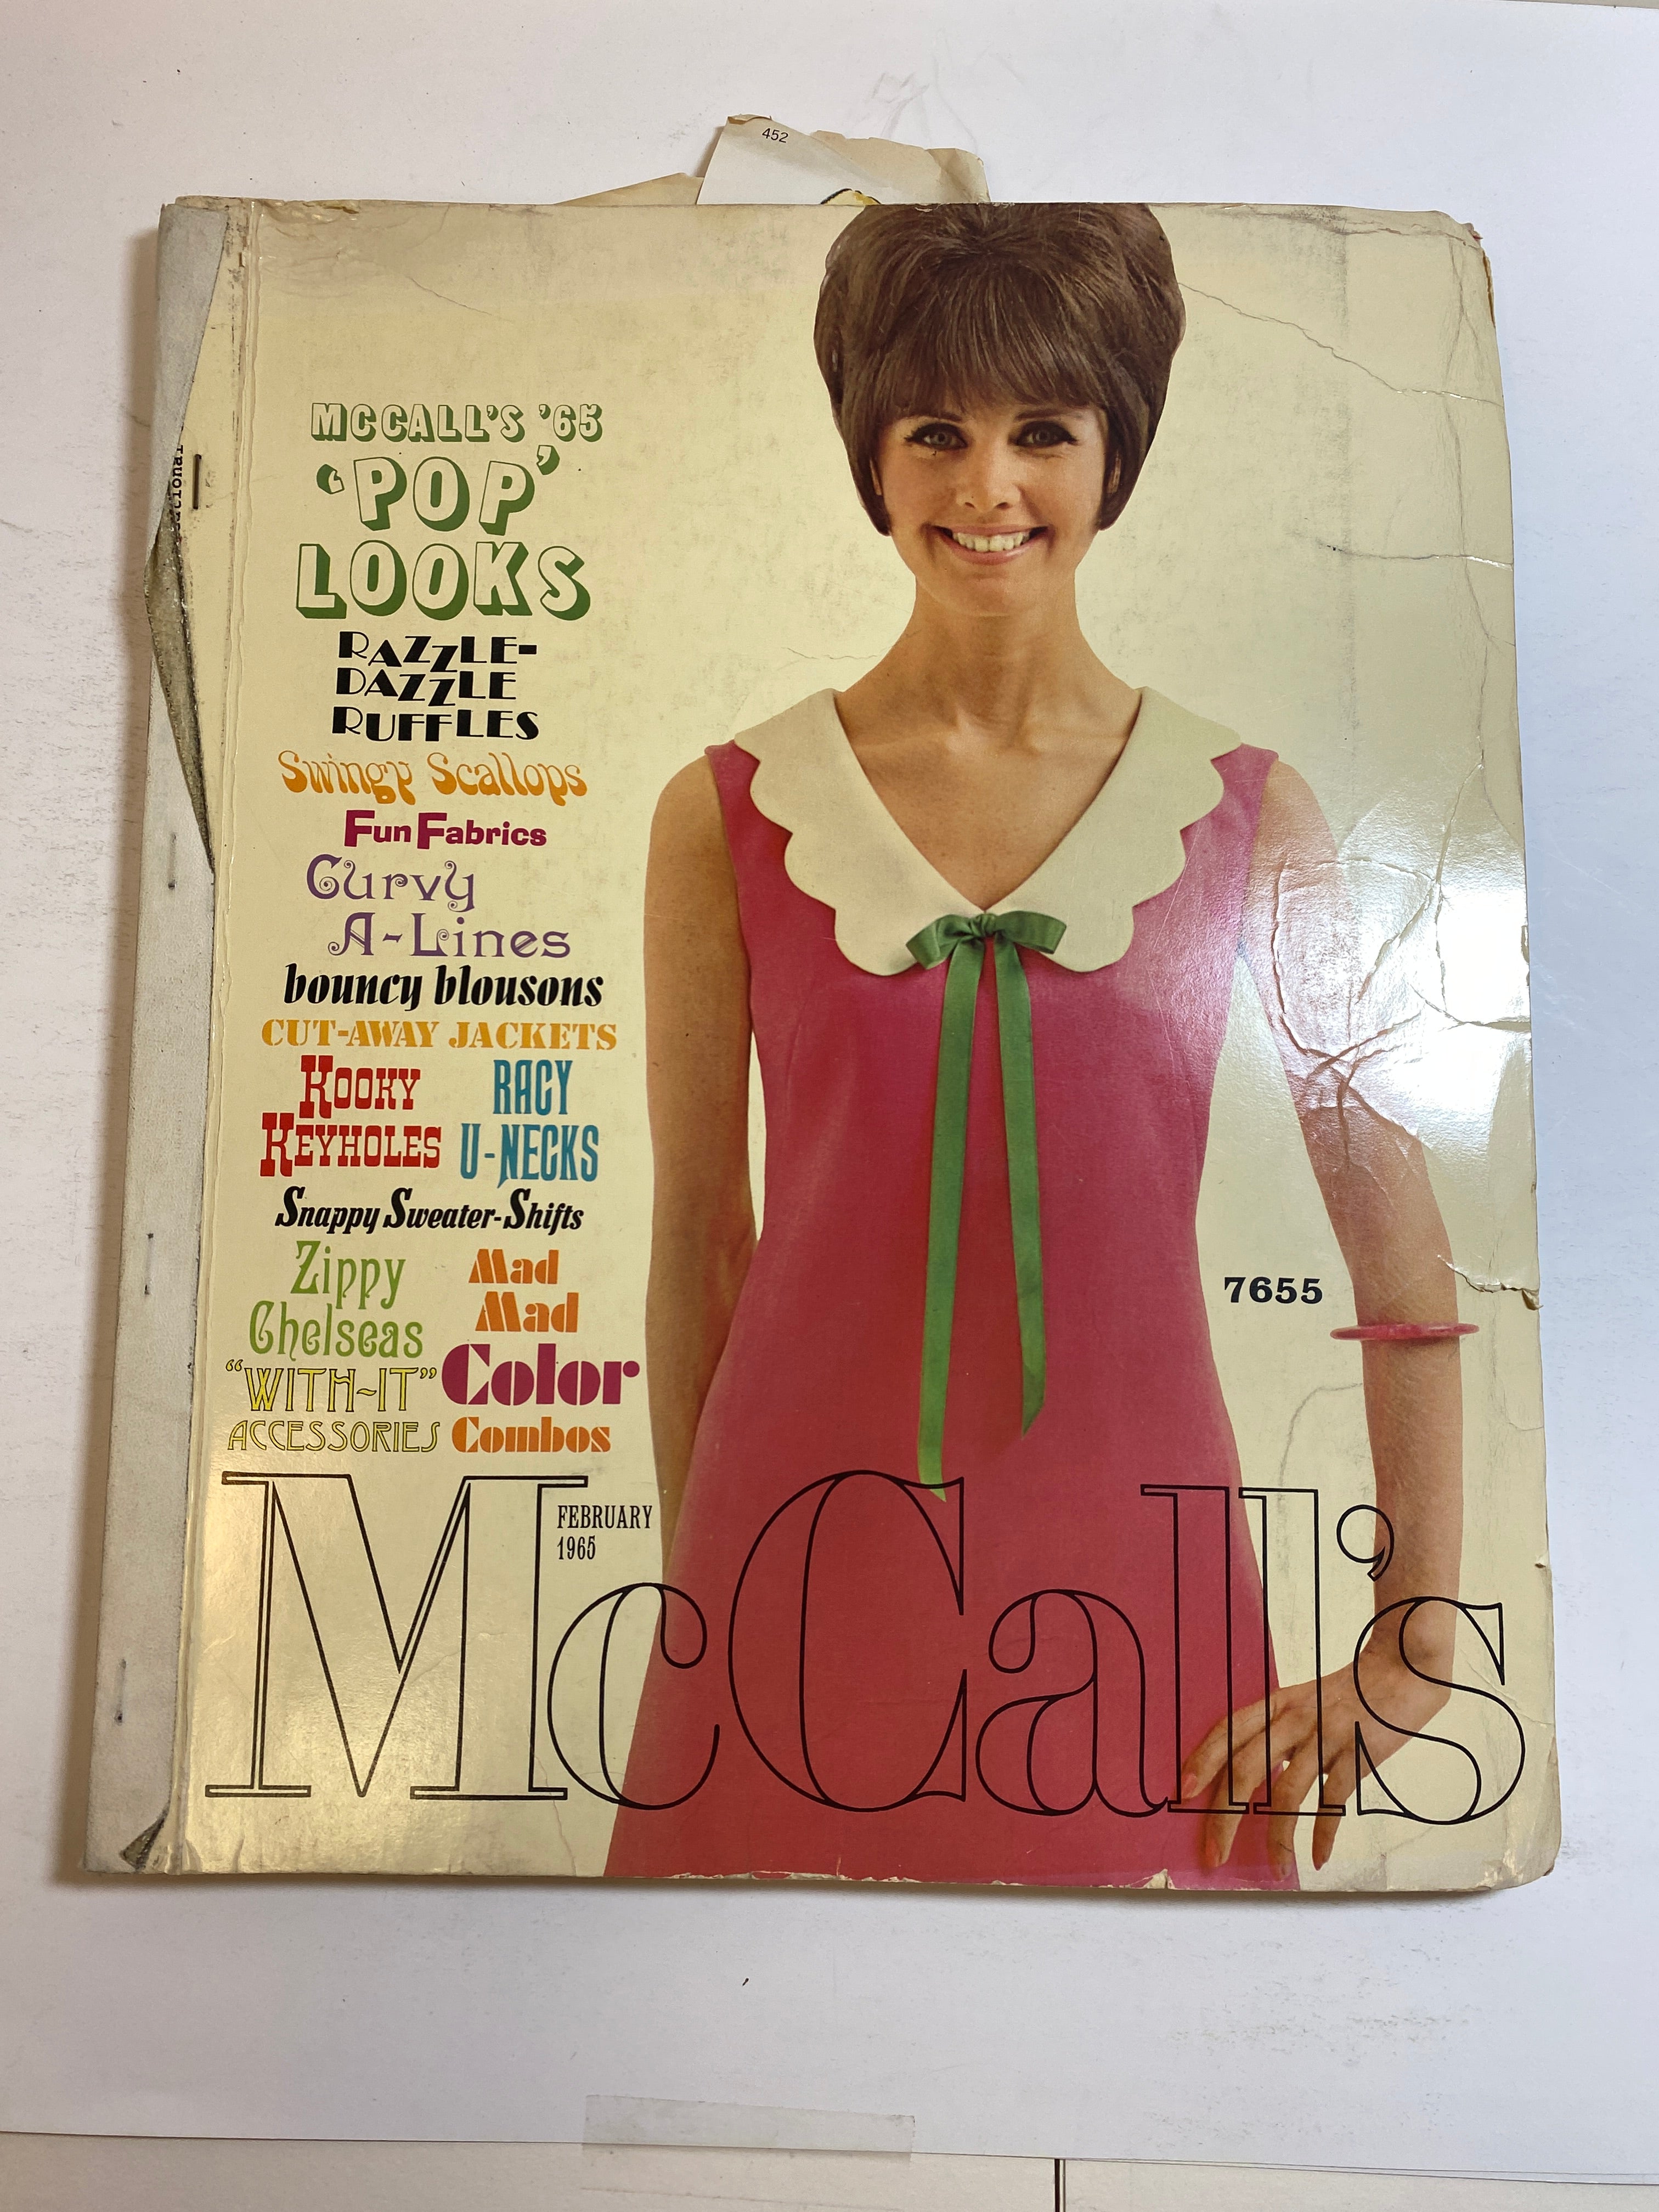 452
McCALL'S '65
'POP'
LOOKS
RAZZLE-
DAZZLE
RUFFLES
Swingy Scallops
Fun Fabrics
Curvy
A-Lines
bouncy blousons
CUT-AWAY JACKETS
KOOKY
KEYHOLES
RACY
U-NECKS
Snappy Sweater-Shifts
Zippy
Chelseas
"WITH-IT"
ACCESSORIES
Mad
Mad
Color
Combos
7655
FEBRUARY
1965
McCall's